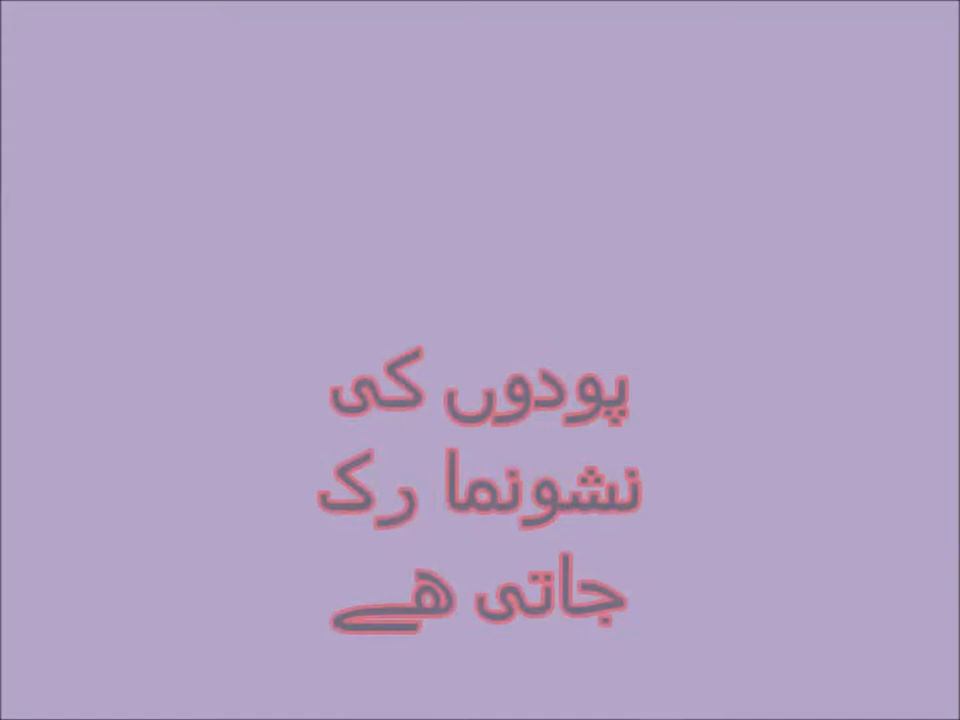 پودوں کی
نشونما رک
جاتی ھے